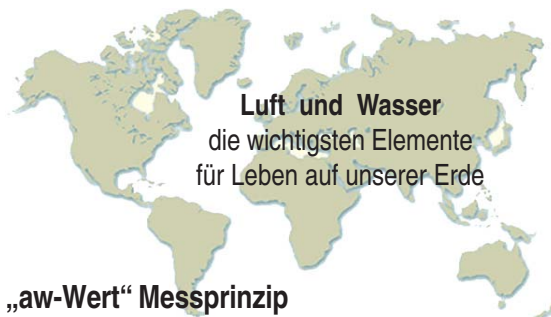 Luft und Wasser
die wichtigsten Elemente
für Leben auf unserer Erde
„aw-Wert“ Messprinzip